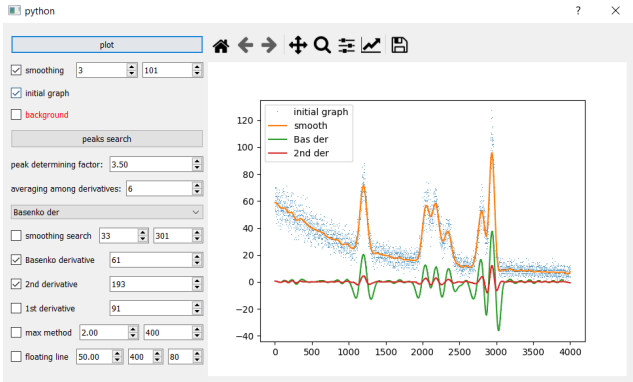 python
plot
smoothing 3 101
initial graph
background
peaks search
peak determining factor: 3.50
averaging among derivatives: 6
Basenko der
smoothing search 33 301
Basenko derivative 61
2nd derivative 193
1st derivative 91
max method 2.00 400
floating line 50.00 400 80
initial graph
smooth
Bas der
2nd der
120
100
80
60
40
20
0
−20
−40
0 500 1000 1500 2000 2500 3000 3500 4000